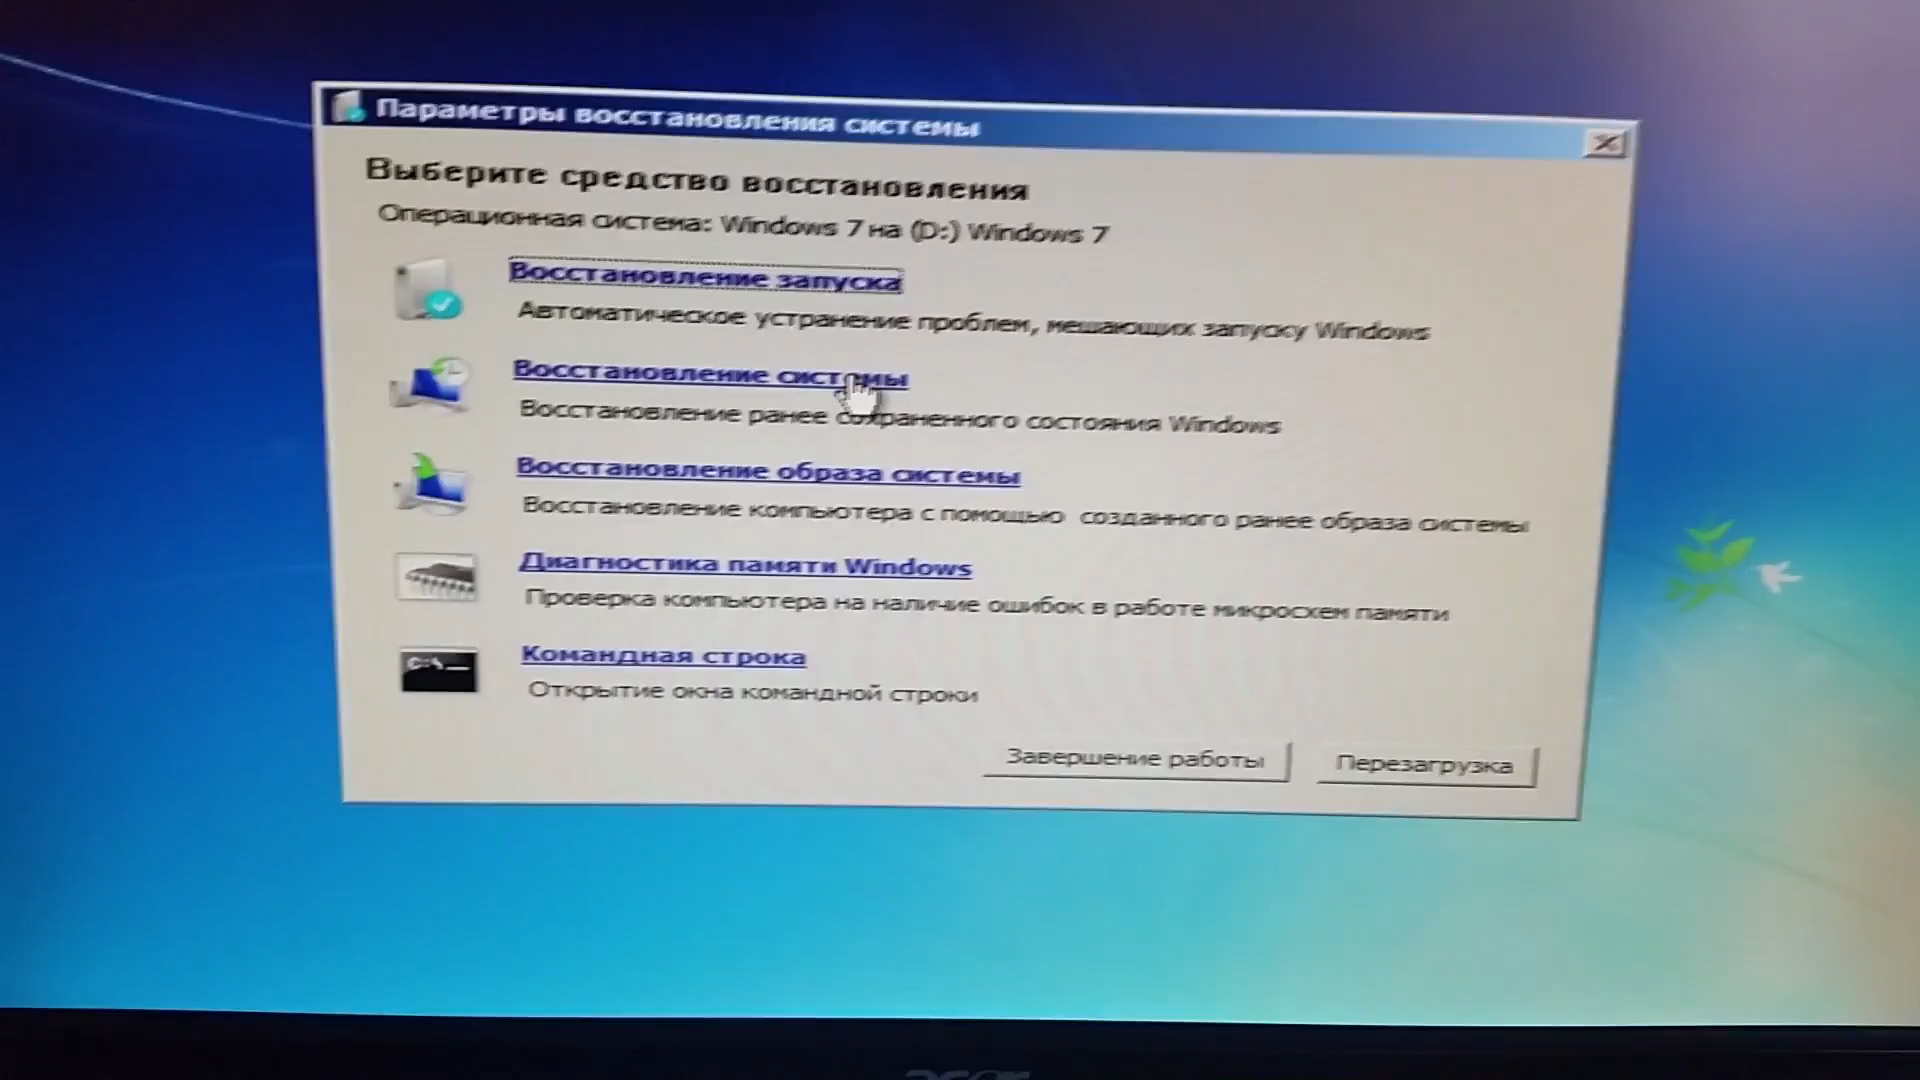 Параметры восстановления системы
Выберите средство восстановления
Операционная система: Windows 7 на (D:) Windows 7
Восстановление запуска
Автоматическое устранение проблем, мешающих запуску Windows
Восстановление системы
Восстановление ранее сохраненного состояния Windows
Восстановление образа системы
Восстановление компьютера с помощью созданного ранее образа системы
Диагностика памяти Windows
Проверка компьютера на наличие ошибок в работе микросхем памяти
C:\_
Командная строка
Открытие окна командной строки
Завершение работы
Перезагрузка
acer